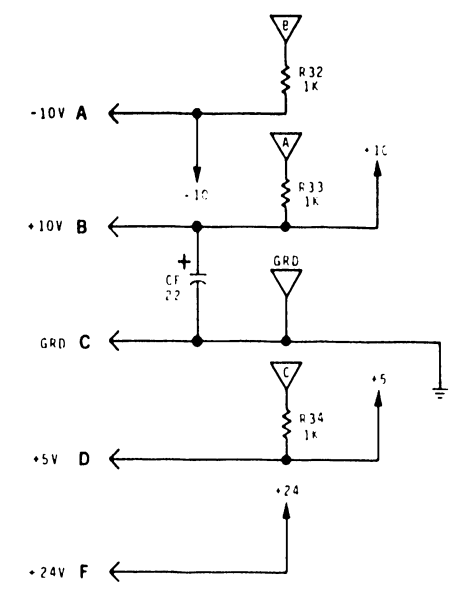 B
R32
1K
-10V A
-10
A
+10
R33
1K
+10V B
+
CF
22
GRD
GRD C
C
+5
R34
1K
+5V D
+24
+24V F